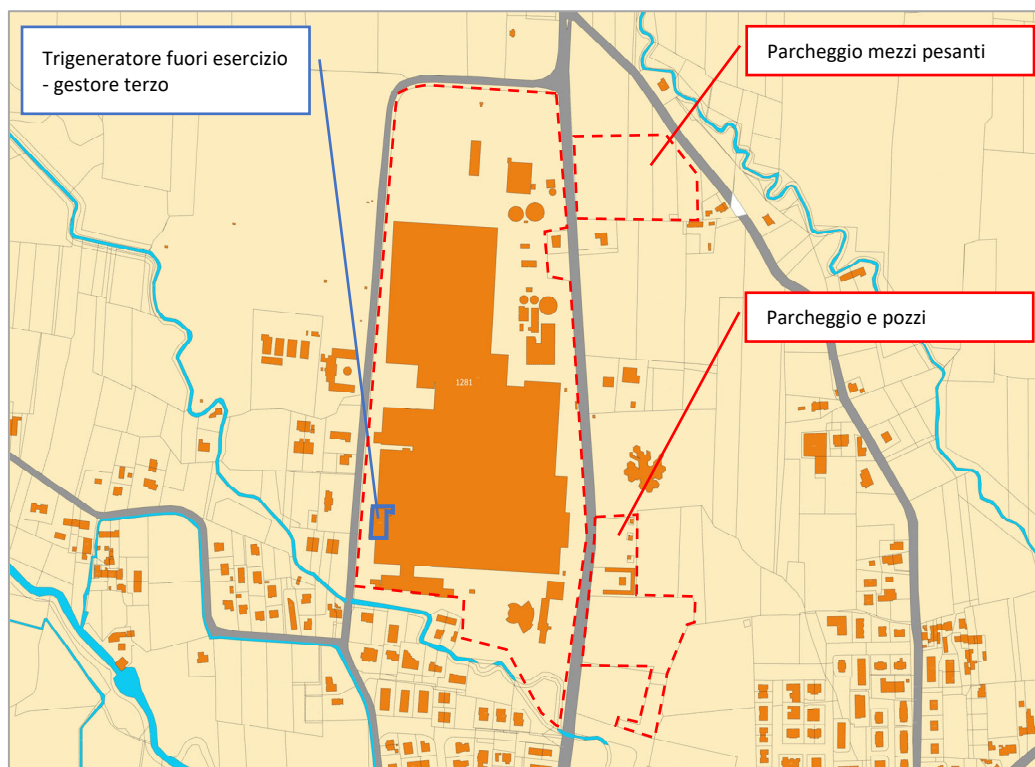 Trigeneratore fuori esercizio
- gestore terzo
Parcheggio mezzi pesanti
Parcheggio e pozzi
1281